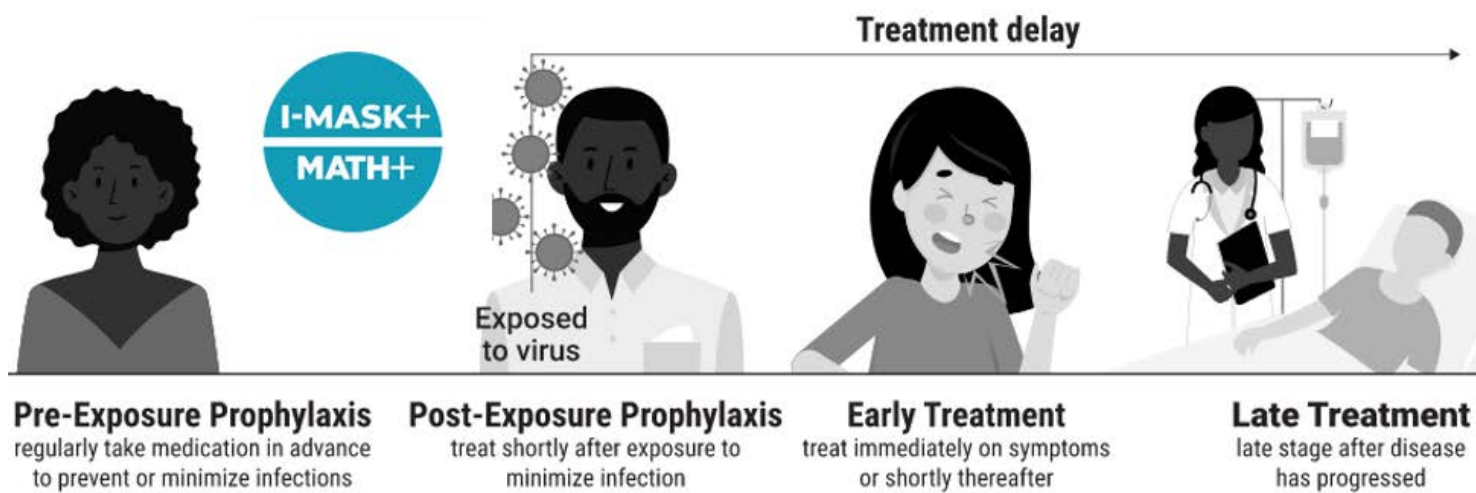 Treatment delay
I-MASK+
MATH+
Exposed
to virus
Pre-Exposure Prophylaxis
regularly take medication in advance
to prevent or minimize infections
Post-Exposure Prophylaxis
treat shortly after exposure to
minimize infection
Early Treatment
treat immediately on symptoms
or shortly thereafter
Late Treatment
late stage after disease
has progressed